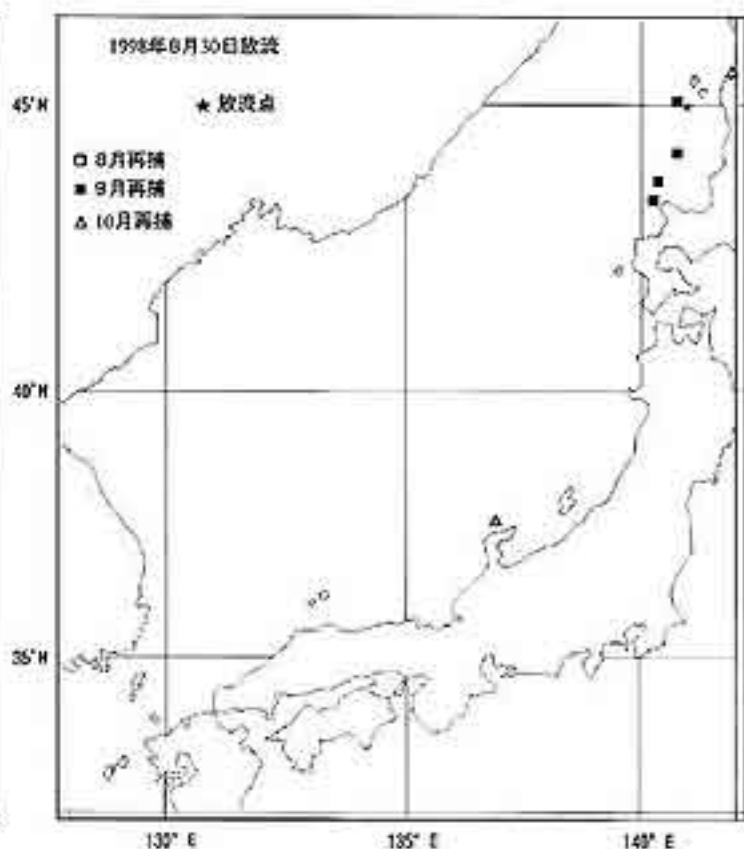 1998年8月30日放流
★ 放流点
□ 8月再捕
■ 9月再捕
△ 10月再捕
45°N
40°N
35°N
130° E
135° E
140° E